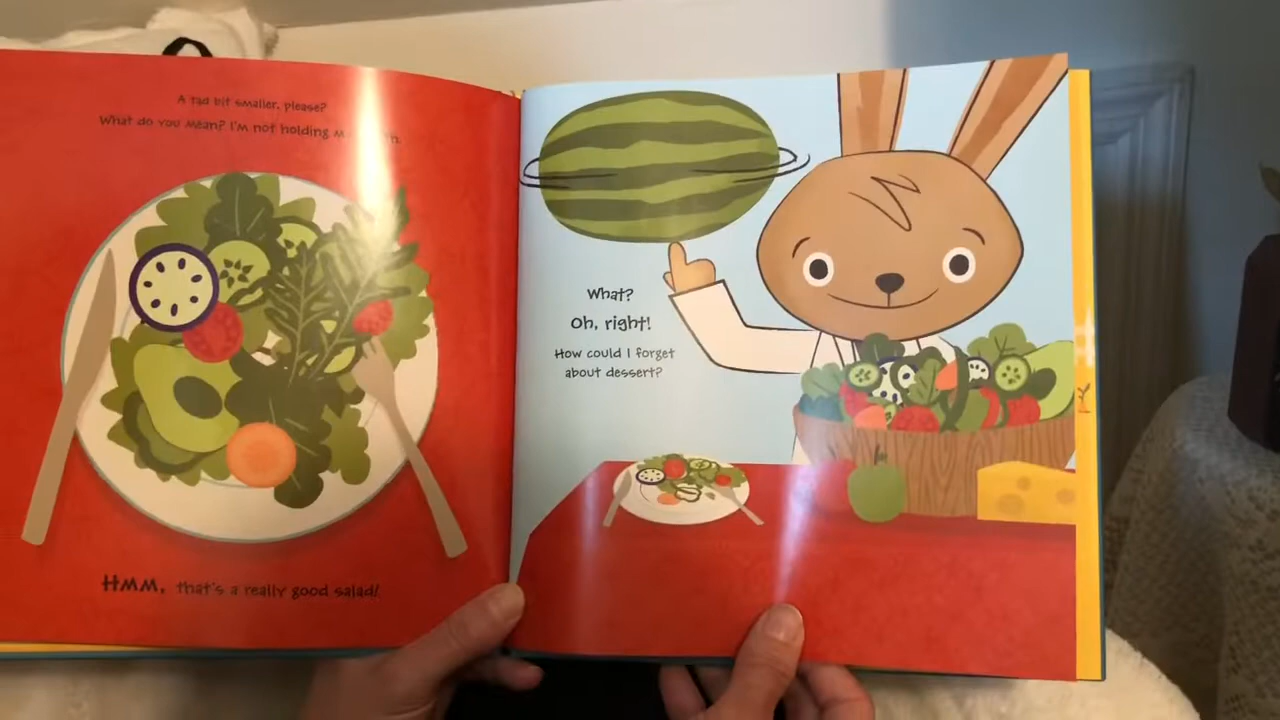 A tad bit smaller, please?
What do you mean? I'm not holding
HMM, that's a really good salad!
What?
Oh, right!
How could I forget
about dessert?